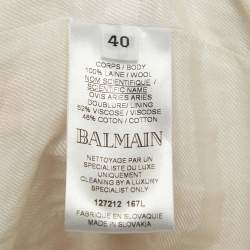 40
CORPS / BODY
100% LAINE / WOOL
NOM SCIENTIFIQUE /
SCIENTIFIC NAME
OVIS ARIES ARIES
DOUBLURE/ LINING
52% VISCOSE / VISCOSE
48% COTON / COTTON
BALMAIN
NETTOYAGE PAR UN
SPECIALISTE DU LUXE
UNIQUEMENT
CLEANING BY A LUXURY
SPECIALIST ONLY
127212 167L
FABRIQUE EN SLOVAQUIE
MADE IN SLOVAKIA